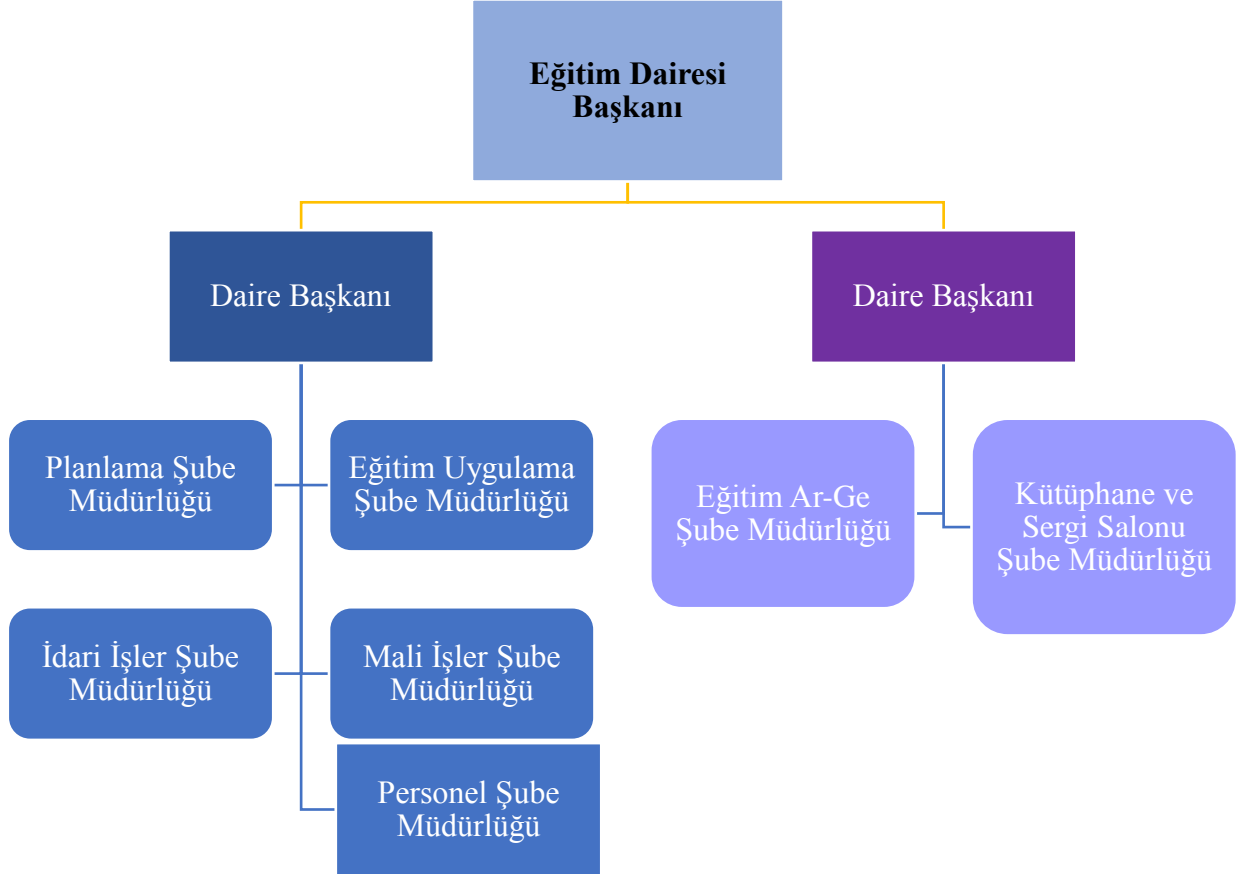 Eğitim Dairesi
Başkanı
Daire Başkanı
Daire Başkanı
Planlama Şube
Müdürlüğü
Eğitim Uygulama
Şube Müdürlüğü
Eğitim Ar-Ge
Şube Müdürlüğü
Kütüphane ve
Sergi Salonu
Şube Müdürlüğü
İdari İşler Şube
Müdürlüğü
Mali İşler Şube
Müdürlüğü
Personel Şube
Müdürlüğü